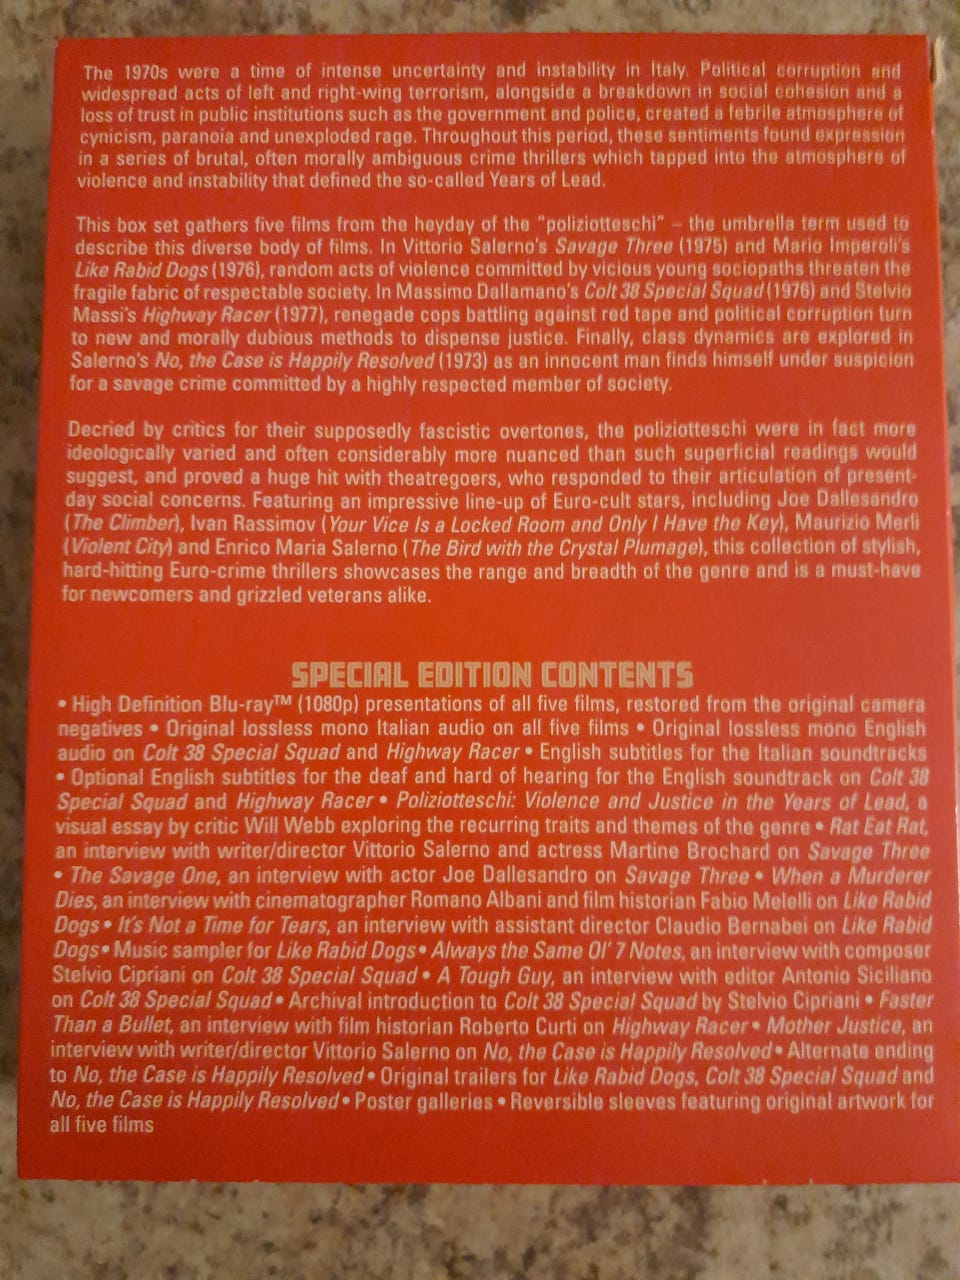 The 1970s were a time of intense uncertainty and instability in Italy. Political corruption and
widespread acts of left and right-wing terrorism, alongside a breakdown in social cohesion and a
loss of trust in public institutions such as the government and police, created a febrile atmosphere of
cynicism, paranoia and unexploded rage. Throughout this period, these sentiments found expression
in a series of brutal, often morally ambiguous crime thrillers which tapped into the atmosphere of
violence and instability that defined the so-called Years of Lead.
This box set gathers five films from the heyday of the “poliziotteschi” – the umbrella term used to
describe this diverse body of films. In Vittorio Salerno's Savage Three (1975) and Mario Imperoli's
Like Rabid Dogs (1976), random acts of violence committed by vicious young sociopaths threaten the
fragile fabric of respectable society. In Massimo Dallamano's Colt 38 Special Squad (1976) and Stelvio
Massi's Highway Racer (1977), renegade cops battling against red tape and political corruption turn
to new and morally dubious methods to dispense justice. Finally, class dynamics are explored in
Salerno's No, the Case is Happily Resolved (1973) as an innocent man finds himself under suspicion
for a savage crime committed by a highly respected member of society.
Decried by critics for their supposedly fascistic overtones, the poliziotteschi were in fact more
ideologically varied and often considerably more nuanced than such superficial readings would
suggest, and proved a huge hit with theatregoers, who responded to their articulation of present-
day social concerns. Featuring an impressive line-up of Euro-cult stars, including Joe Dallesandro
(The Climber), Ivan Rassimov (Your Vice Is a Locked Room and Only I Have the Key), Maurizio Merli
(Violent City) and Enrico Maria Salerno (The Bird with the Crystal Plumage), this collection of stylish,
hard-hitting Euro-crime thrillers showcases the range and breadth of the genre and is a must-have
for newcomers and grizzled veterans alike.
SPECIAL EDITION CONTENTS
• High Definition Blu-ray™ (1080p) presentations of all five films, restored from the original camera
negatives • Original lossless mono Italian audio on all five films • Original lossless mono English
audio on Colt 38 Special Squad and Highway Racer • English subtitles for the Italian soundtracks
• Optional English subtitles for the deaf and hard of hearing for the English soundtrack on Colt 38
Special Squad and Highway Racer • Poliziotteschi: Violence and Justice in the Years of Lead, a
visual essay by critic Will Webb exploring the recurring traits and themes of the genre • Rat Eat Rat,
an interview with writer/director Vittorio Salerno and actress Martine Brochard on Savage Three
• The Savage One, an interview with actor Joe Dallesandro on Savage Three • When a Murderer
Dies, an interview with cinematographer Romano Albani and film historian Fabio Melelli on Like Rabid
Dogs • It's Not a Time for Tears, an interview with assistant director Claudio Bernabei on Like Rabid
Dogs • Music sampler for Like Rabid Dogs • Always the Same Ol' 7 Notes, an interview with composer
Stelvio Cipriani on Colt 38 Special Squad • A Tough Guy, an interview with editor Antonio Siciliano
on Colt 38 Special Squad • Archival introduction to Colt 38 Special Squad by Stelvio Cipriani • Faster
Than a Bullet, an interview with film historian Roberto Curti on Highway Racer • Mother Justice, an
interview with writer/director Vittorio Salerno on No, the Case is Happily Resolved • Alternate ending
to No, the Case is Happily Resolved • Original trailers for Like Rabid Dogs, Colt 38 Special Squad and
No, the Case is Happily Resolved • Poster galleries • Reversible sleeves featuring original artwork for
all five films